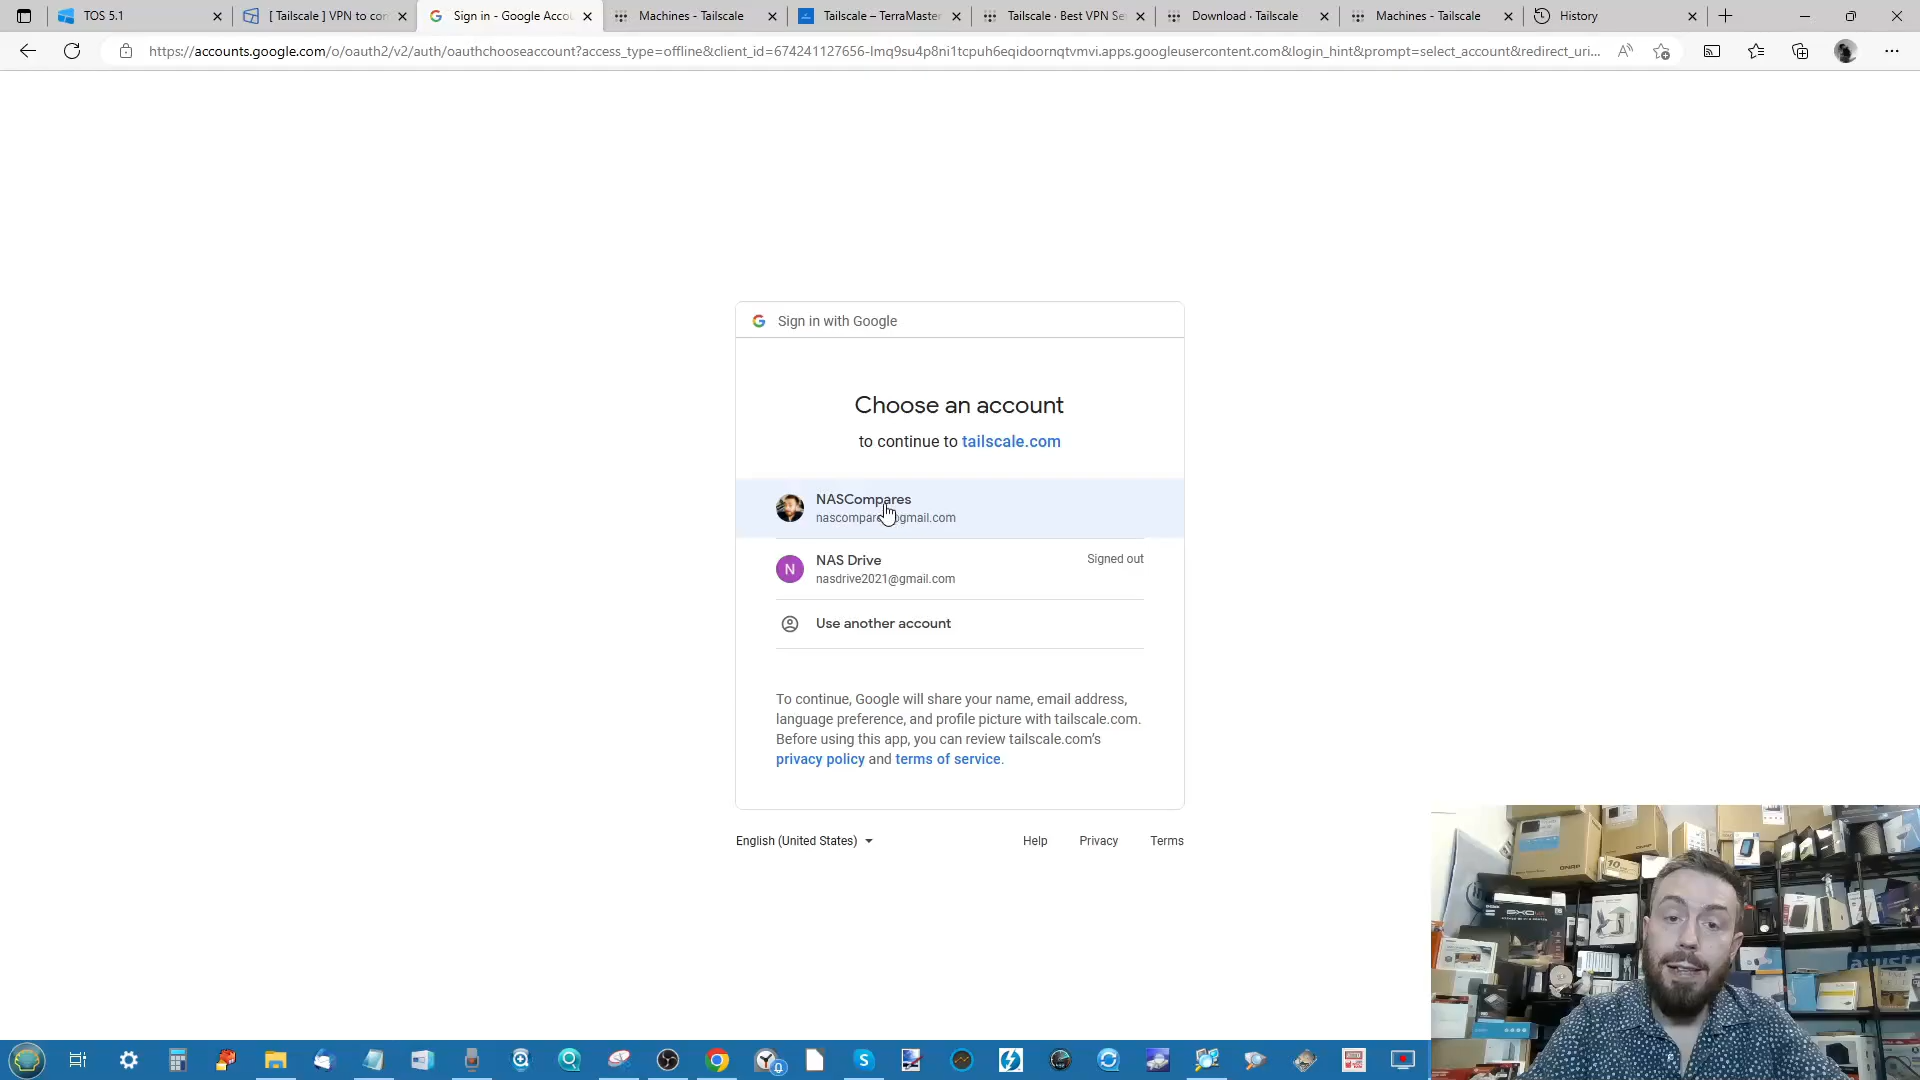 TOS 5.1
[ Tailscale ] VPN to con
Sign in - Google Accou
Machines - Tailscale
Tailscale – TerraMaster
Tailscale · Best VPN Se
Download · Tailscale
Machines - Tailscale
History
https://accounts.google.com/o/oauth2/v2/auth/oauthchooseaccount?access_type=offline&client_id=674241127656-lmq9su4p8ni1tcpuh6eqidoornqtvmvi.apps.googleusercontent.com&login_hint&prompt=select_account&redirect_uri...
Sign in with Google
Choose an account
to continue to tailscale.com
NASCompares
gmail.com
NAS Drive
Signed out
nasdrive2021@gmail.com
Use another account
To continue, Google will share your name, email address,
language preference, and profile picture with tailscale.com.
Before using this app, you can review tailscale.com's
privacy policy and terms of service.
English (United States)
Help
Privacy
Terms